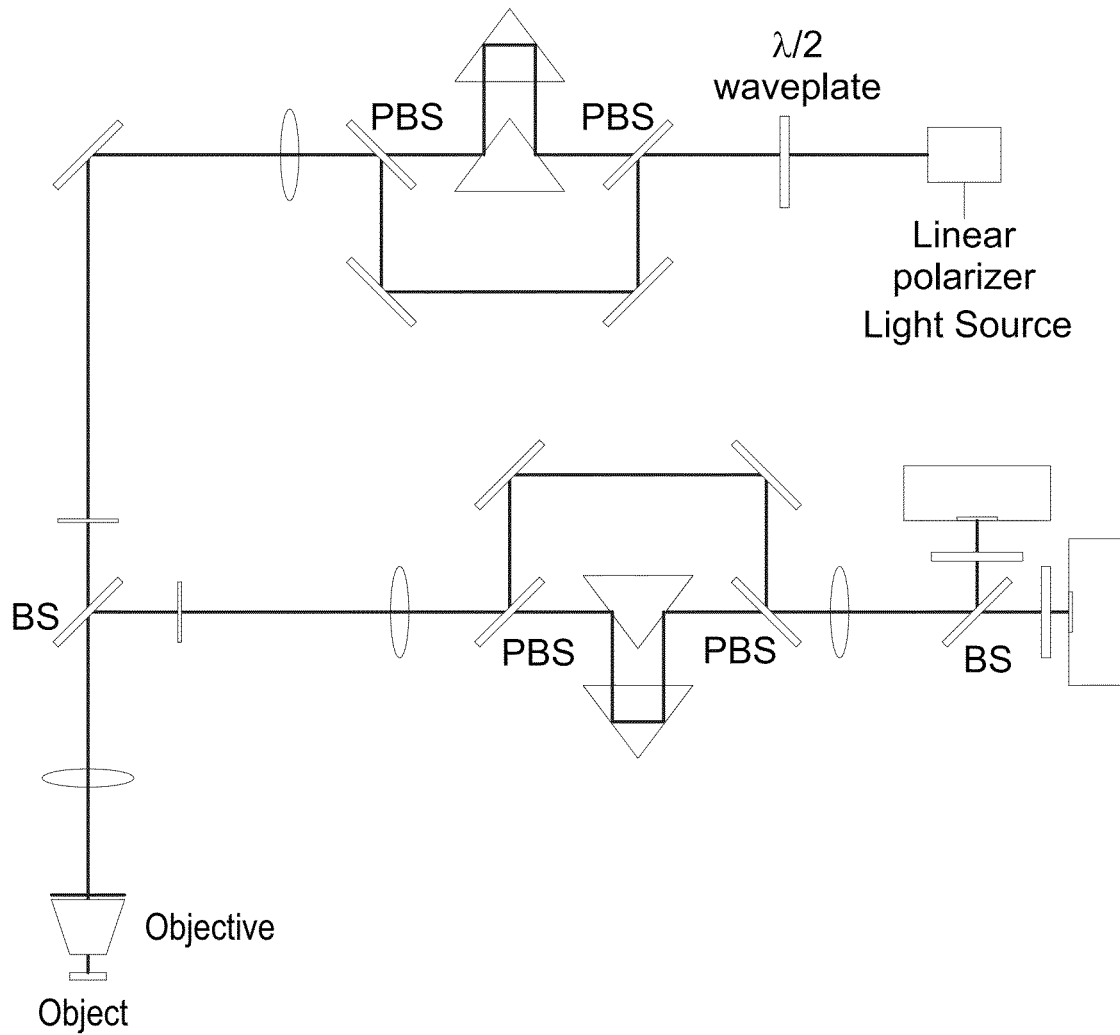 λ/2
waveplate
PBS
PBS
Linear
polarizer
Light Source
BS
PBS
PBS
BS
Objective
Object